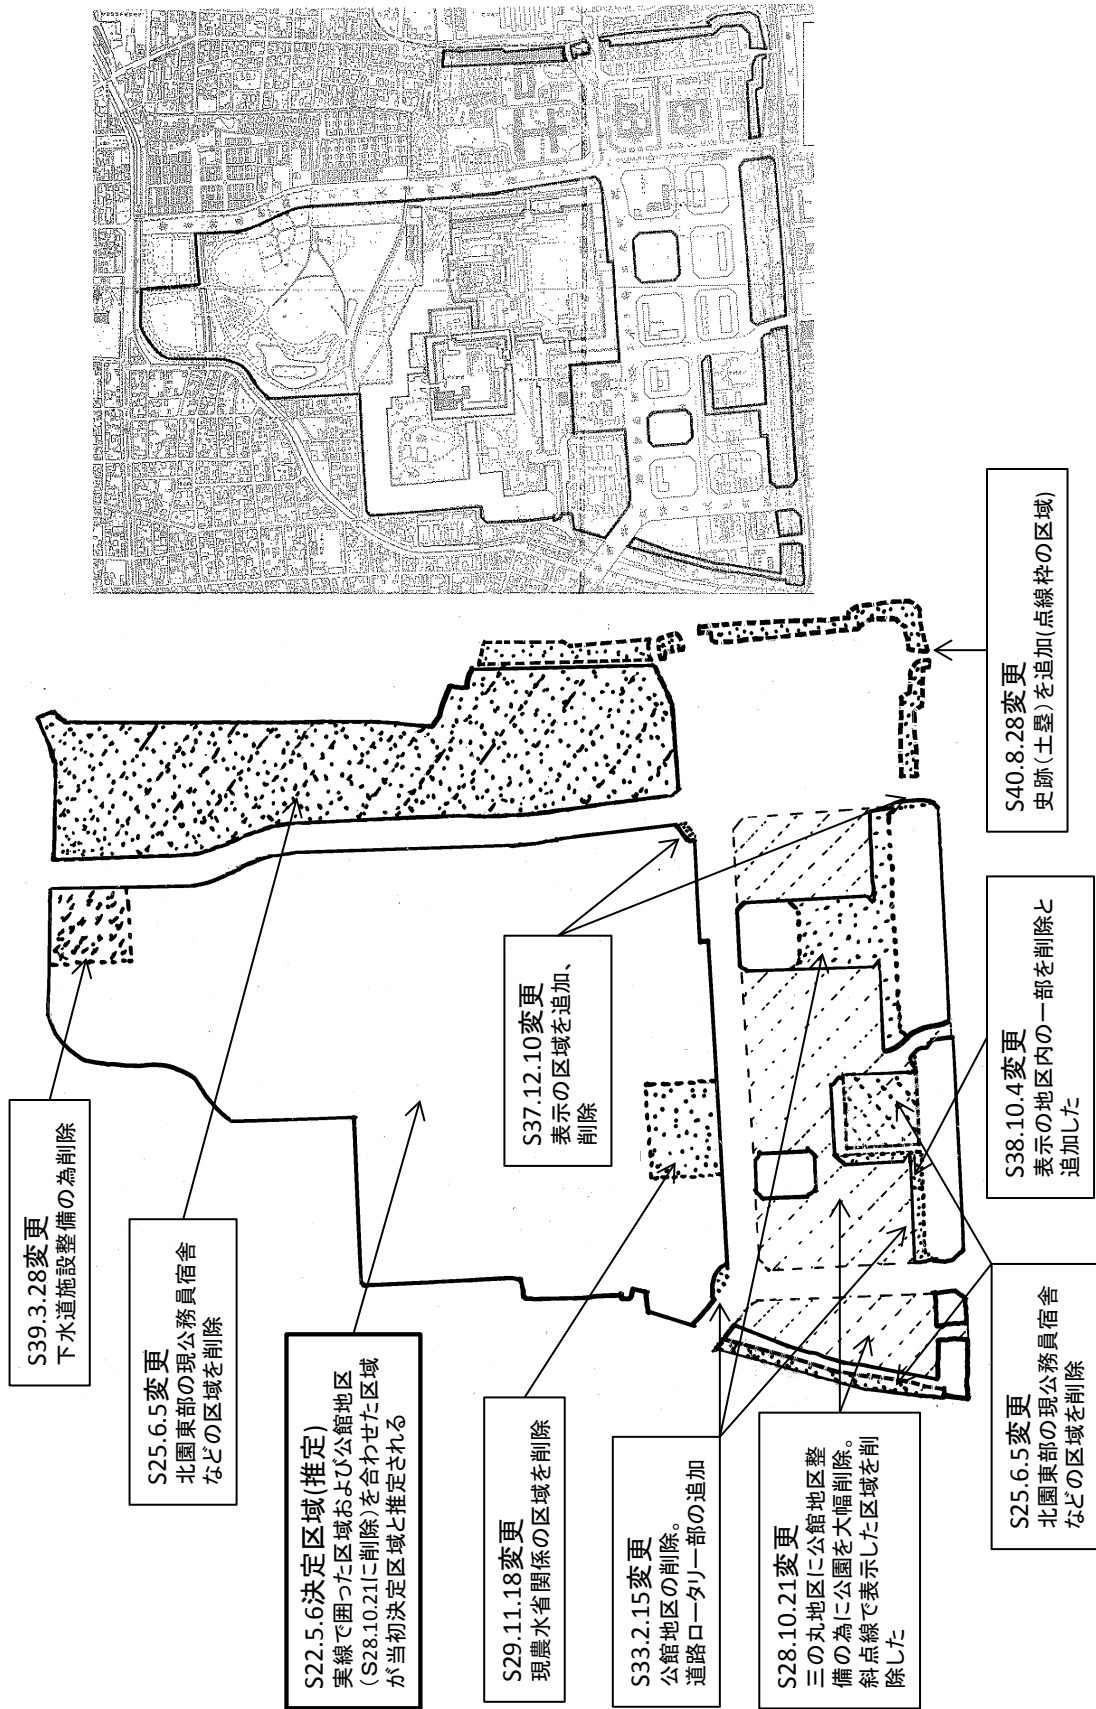 S39.3.28変更
下水道施設整備の為削除
S25.6.5変更
北園東部の現公務員宿舎
などの区域を削除
S22.5.6決定区域(推定)
実線で困った区域および公館地区
(S28.10.21に削除)を合わせた区域
が当初決定区域と推定される
S29.11.18変更
現農水省関係の区域を削除
S33.2.15変更
公館地区の削除。
道路ロータリー部の追加
S28.10.21変更
三の丸地区に公館地区整
備の為に公園を大幅削除。
斜点線で表示した区域を削
除した
S25.6.5変更
北園東部の現公務員宿舎
などの区域を削除
S37.12.10変更
表示の区域を追加、
削除
S38.10.4変更
表示の地区内の一部を削除と
追加した
S40.8.28変更
史跡(土塁)を追加(点線枠の区域)